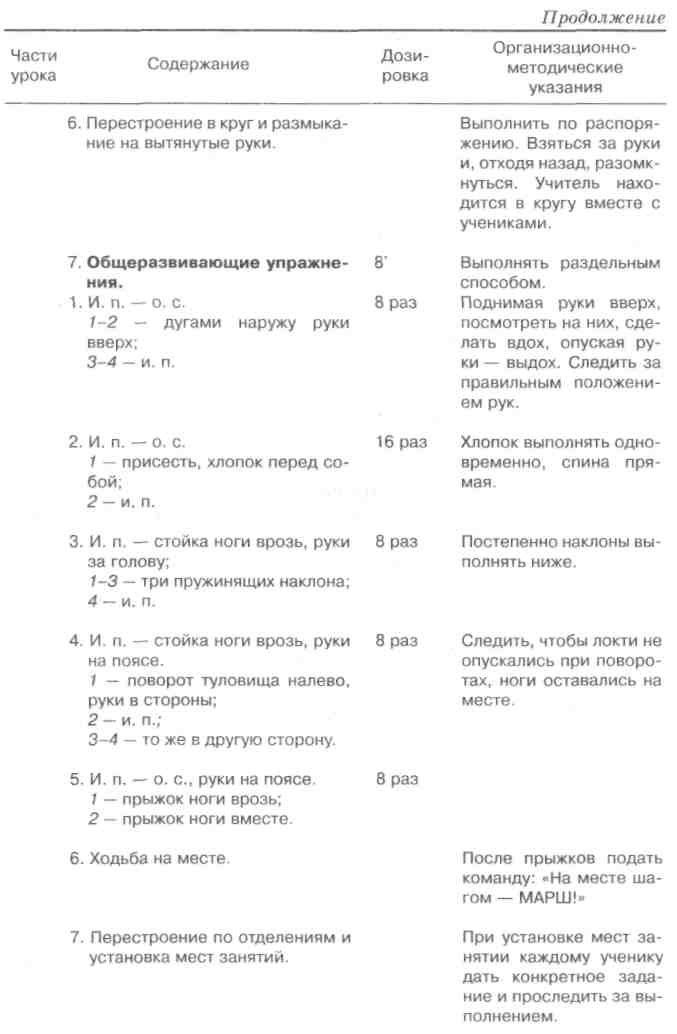 Продолжение
Части урока
Содержание
Дози-
ровка
Организационно-
методические
указания
6. Перестроение в круг и размыка-
ние на вытянутые руки.
Выполнить по распоря-
жению. Взяться за руки
и, отходя назад, разомк-
нуться. Учитель нахо-
дится в кругу вместе с
учениками.
7. Общеразвивающие упражне-
ния.
8'
Выполнять раздельным
способом.
1. И. п. — о. с.
1–2 — дугами наружу руки
вверх;
3–4 — и. п.
8 раз
Поднимая руки вверх,
посмотреть на них, сде-
лать вдох, опуская ру-
ки — выдох. Следить за
правильным положени-
ем рук.
2. И. п. — о. с.
1 — присесть, хлопок перед со-
бой;
2 — и. п.
16 раз
Хлопок выполнять одно-
временно, спина пря-
мая.
3. И. п. — стойка ноги врозь, руки
за голову;
1–3 — три пружинящих наклона;
4 — и. п.
8 раз
Постепенно наклоны вы-
полнять ниже.
4. И. п. — стойка ноги врозь, руки
на поясе.
1 — поворот туловища налево,
руки в стороны;
2 — и. п.;
3–4 — то же в другую сторону.
8 раз
Следить, чтобы локти не
опускались при поворо-
тах, ноги оставались на
месте.
5. И. п. — о. с., руки на поясе.
1 — прыжок ноги врозь;
2 — прыжок ноги вместе.
8 раз
6. Ходьба на месте.
После прыжков подать
команду: «На месте ша-
гом — МАРШ!»
7. Перестроение по отделениям и
установка мест занятий.
При установке мест за-
нятии каждому ученику
дать конкретное зада-
ние и проследить за вы-
полнением.